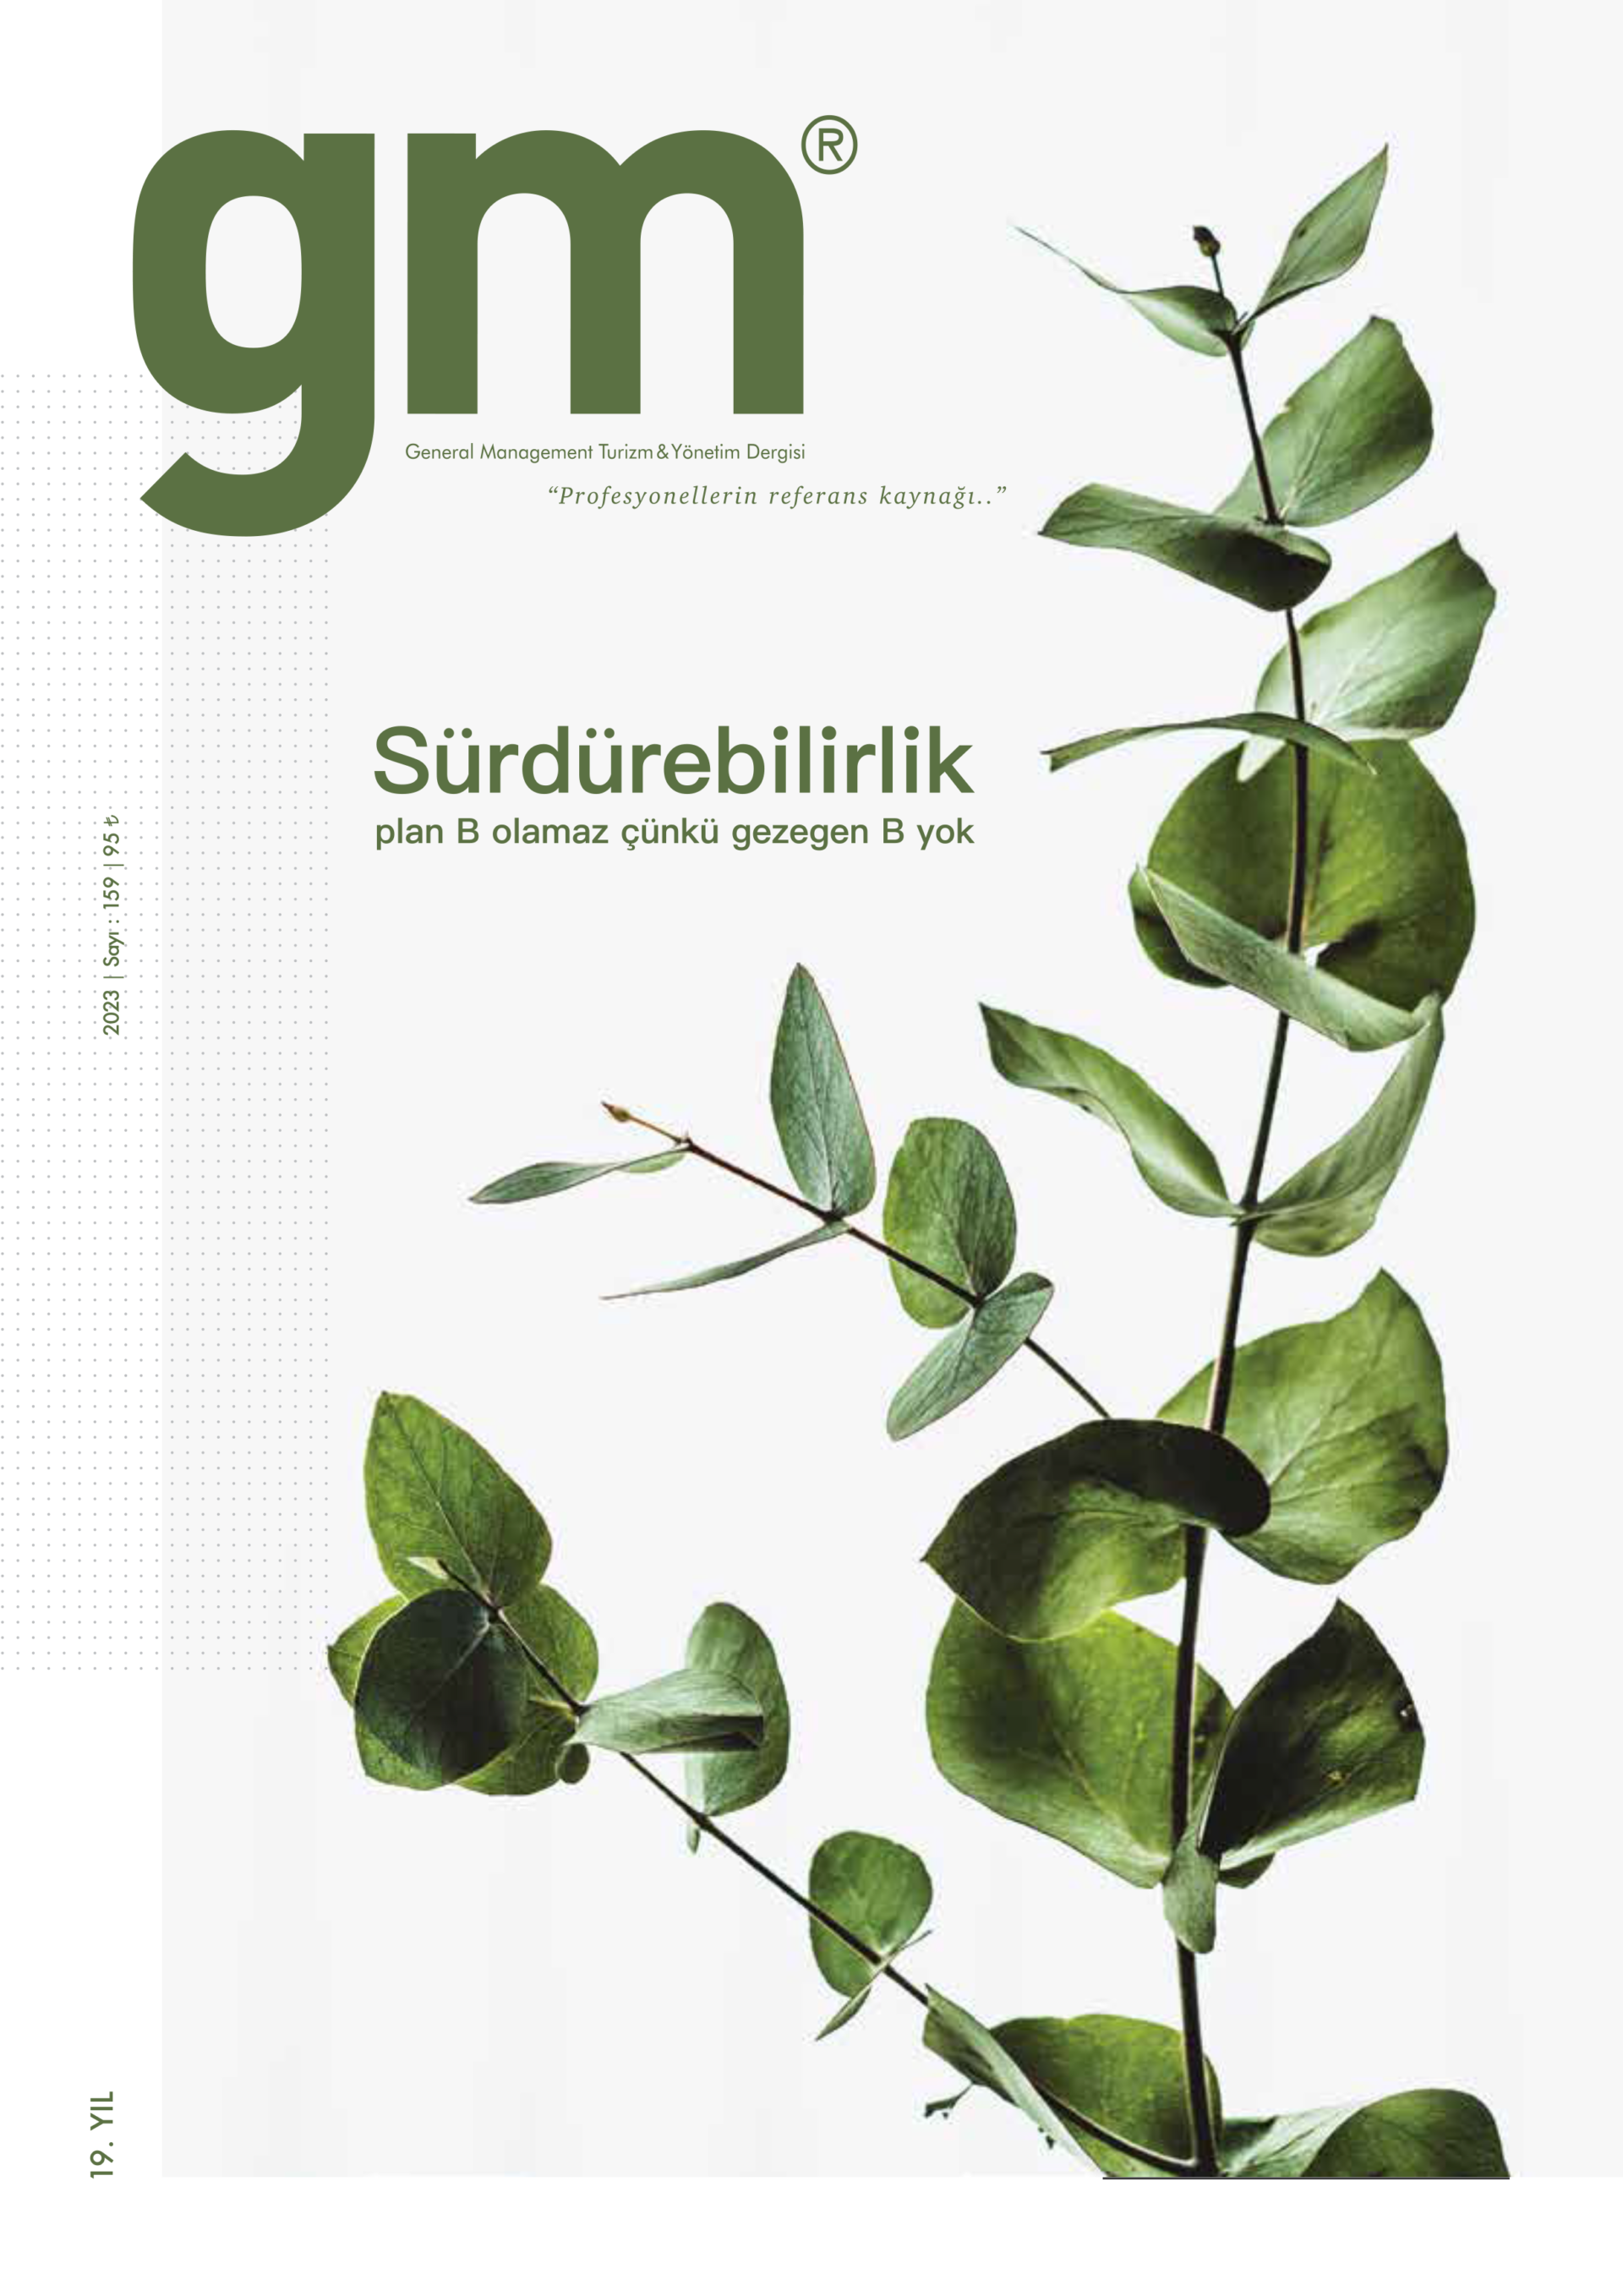 gm®
General Management Turizm & Yönetim Dergisi
“Profesyonellerin referans kaynağı..”
Sürdürebilirlik
plan B olamaz çünkü gezegen B yok
2023 | Sayı : 159 | 95 ₺
19. YIL